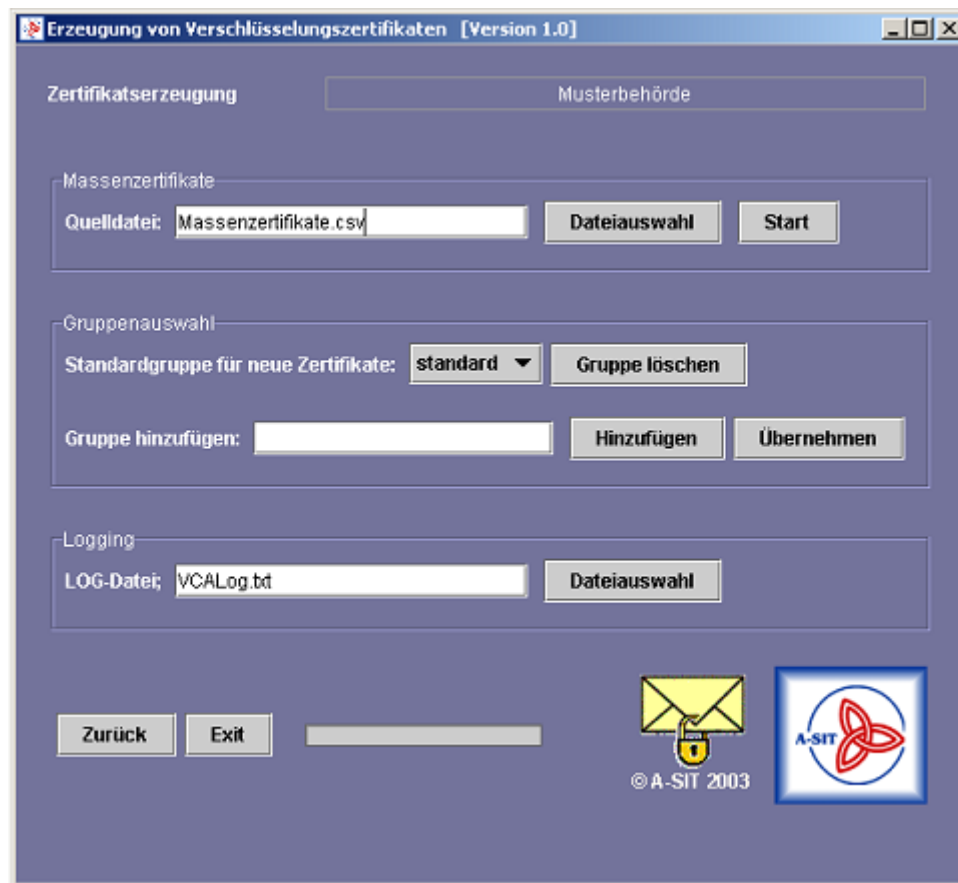 Erzeugung von Verschlüsselungszertifikaten [Version 1.0]
Zertifikatserzeugung Musterbehörde
Massenzertifikate
Quelldatei: Massenzertifikate.csv Dateiauswahl Start
Gruppenauswahl
Standardgruppe für neue Zertifikate: standard Gruppe löschen
Gruppe hinzufügen: Hinzufügen Übernehmen
Logging
LOG-Datei; VCALog.txt Dateiauswahl
Zurück Exit
1
A-SIT
© A-SIT 2003